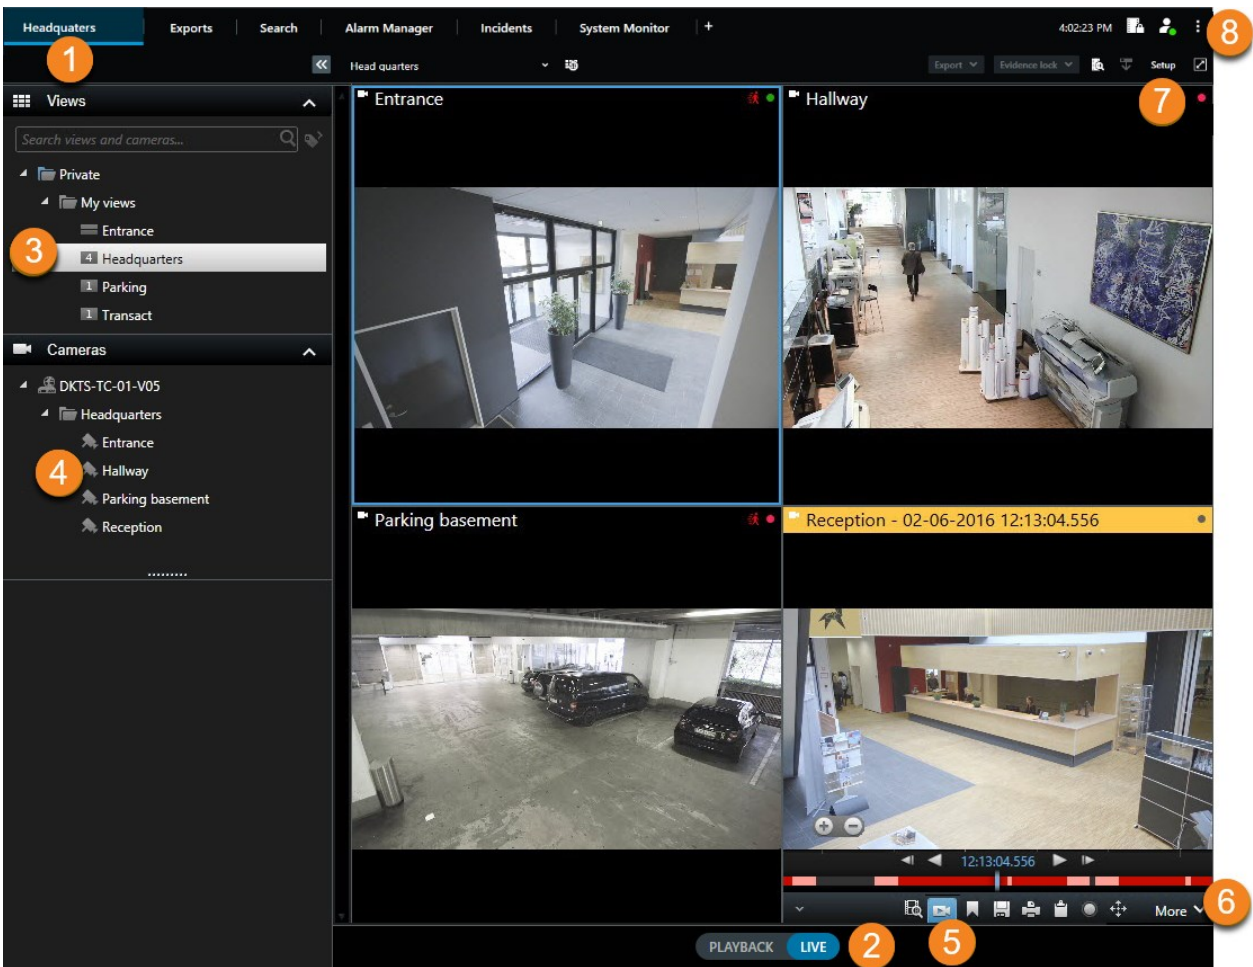 Headquaters Exports Search Alarm Manager Incidents System Monitor + 4:02:23 PM 8
1
Head quarters Export Evidence lock Setup
7
Views
Search views and cameras...
Private
My views
Entrance
3
4 Headquarters
1 Parking
1 Transact
Cameras
DKTS-TC-01-V05
Headquarters
Entrance
4
Hallway
Parking basement
Reception
Entrance
Hallway
Parking basement
Reception - 02-06-2016 12:13:04.556
12:13:04.556
More
6
5
PLAYBACK LIVE
2